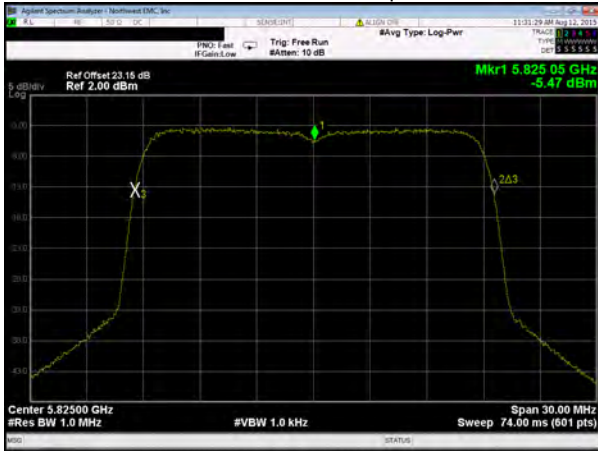 Agilent Spectrum Analyzer - Northwest EMC, Inc
RL RF 50 Ω DC SENSE:INT ALIGN OFF 11:31:29 AM Aug 12, 2015
#Avg Type: Log-Pwr TRACE 1 2 3 4 5 6
PNO: Fast Trig: Free Run TYPE
IFGain:Low #Atten: 10 dB DET S S S S S S
Mkr1 5.825 05 GHz
-5.47 dBm
Ref Offset 23.15 dB
5 dB/div Ref 2.00 dBm
Log
1
2Δ3
X3
Center 5.82500 GHz Span 30.00 MHz
#Res BW 1.0 MHz #VBW 1.0 kHz Sweep 74.00 ms (601 pts)
MSG STATUS